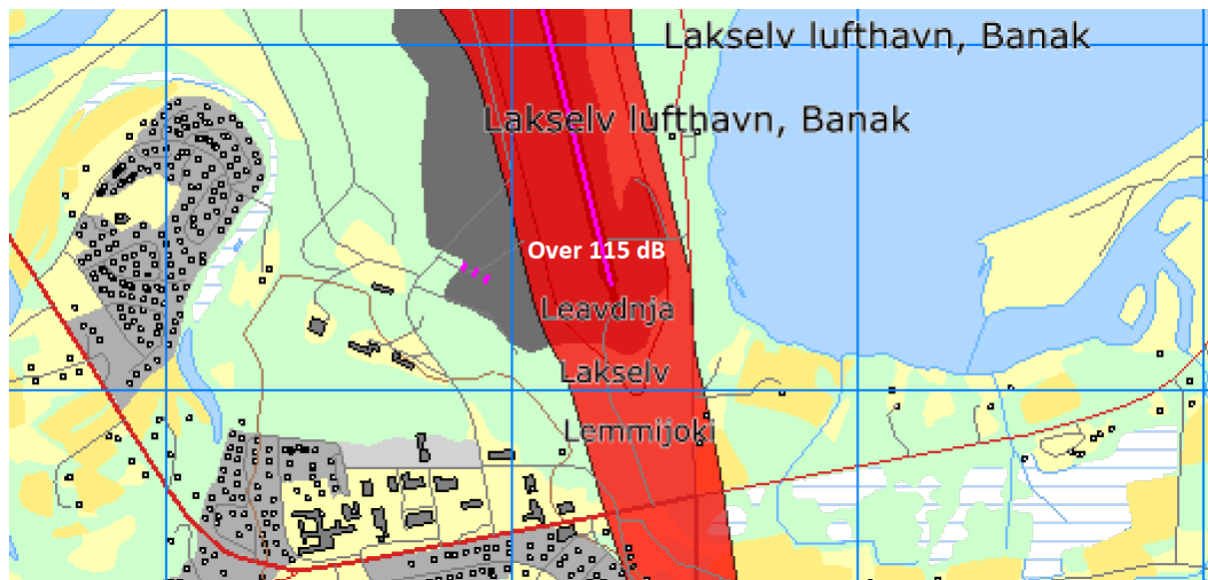 Lakselv lufthavn, Banak
Lakselv lufthavn, Banak
Over 115 dB
Leavdnja
Lakselv
Lemmijoki